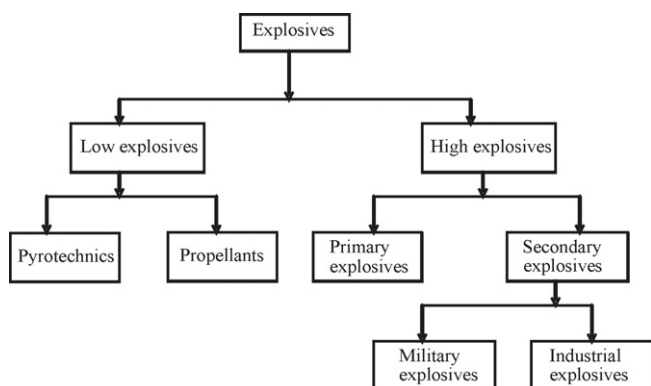 Explosives
Low explosives
High explosives
Pyrotechnics
Propellants
Primary
explosives
Secondary
explosives
Military
explosives
Industrial
explosives